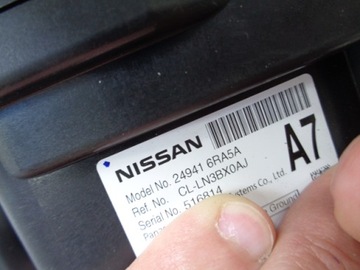 NISSAN
A7
Model No. 24941 6RA5A
Ref. No. CL-LN3BX0AJ
Serial No. 516814
Systems Co., Ltd.
Ground